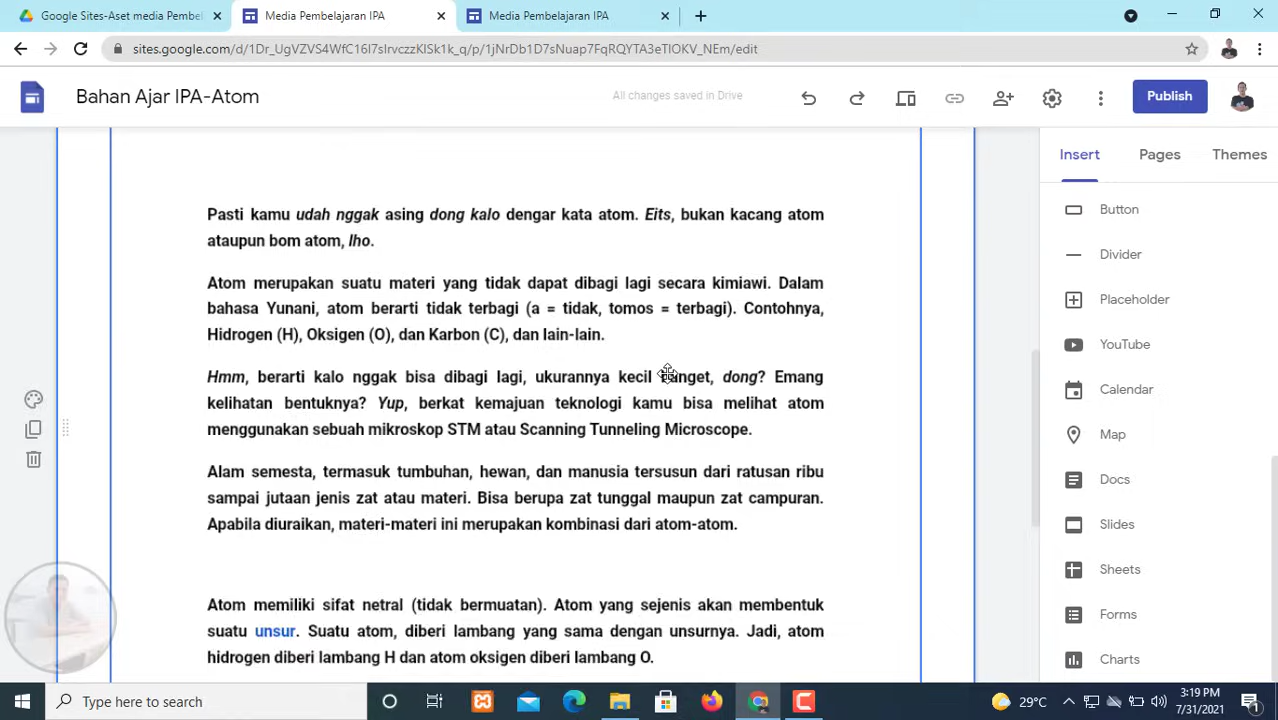 Google Sites-Aset media Pembel
Media Pembelajaran IPA
Media Pembelajaran IPA
sites.google.com/d/1Dr_UgVZVS4WfC16I7sIrvczzKISk1k_q/p/1jNrDb1D7sNuap7FqRQYTA3eTIOKV_NEm/edit
Bahan Ajar IPA-Atom
All changes saved in Drive
Publish
Insert Pages Themes
Pasti kamu udah nggak asing dong kalo dengar kata atom. Eits, bukan kacang atom
ataupun bom atom, lho.
Atom merupakan suatu materi yang tidak dapat dibagi lagi secara kimiawi. Dalam
bahasa Yunani, atom berarti tidak terbagi (a = tidak, tomos = terbagi). Contohnya,
Hidrogen (H), Oksigen (O), dan Karbon (C), dan lain-lain.
Hmm, berarti kalo nggak bisa dibagi lagi, ukurannya kecil banget, dong? Emang
kelihatan bentuknya? Yup, berkat kemajuan teknologi kamu bisa melihat atom
menggunakan sebuah mikroskop STM atau Scanning Tunneling Microscope.
Alam semesta, termasuk tumbuhan, hewan, dan manusia tersusun dari ratusan ribu
sampai jutaan jenis zat atau materi. Bisa berupa zat tunggal maupun zat campuran.
Apabila diuraikan, materi-materi ini merupakan kombinasi dari atom-atom.
Atom memiliki sifat netral (tidak bermuatan). Atom yang sejenis akan membentuk
suatu unsur. Suatu atom, diberi lambang yang sama dengan unsurnya. Jadi, atom
hidrogen diberi lambang H dan atom oksigen diberi lambang O.
Button
Divider
Placeholder
YouTube
Calendar
Map
Docs
Slides
Sheets
Forms
Charts
Type here to search
29°C
3:19 PM
7/31/2021
1